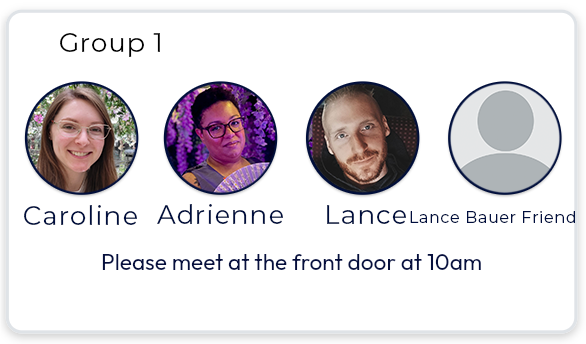 Group 1
Caroline Adrienne Lance Lance Bauer Friend
Please meet at the front door at 10am